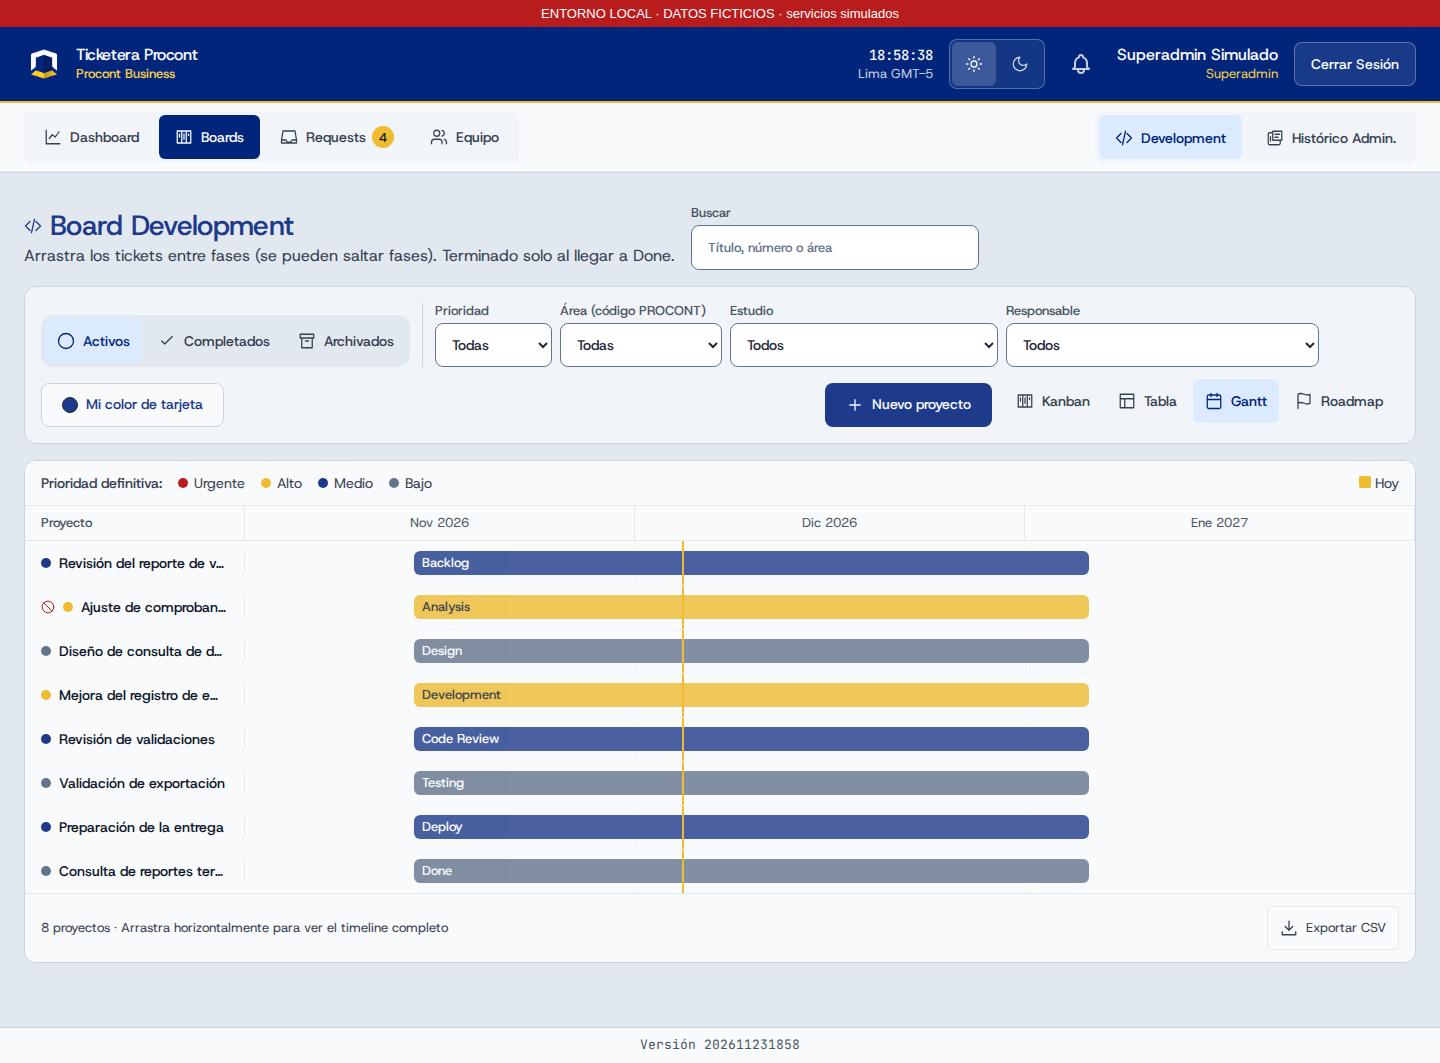 ENTORNO LOCAL · DATOS FICTICIOS · servicios simulados
Ticketera Procont
Procont Business
18:58:38
Lima GMT-5
Superadmin Simulado
Superadmin
Cerrar Sesión
Dashboard
Boards
Requests 4
Equipo
Development
Histórico Admin.
Board Development
Arrastra los tickets entre fases (se pueden saltar fases). Terminado solo al llegar a Done.
Buscar
Título, número o área
Activos
Completados
Archivados
Prioridad
Todas
Área (código PROCONT)
Todas
Estudio
Todos
Responsable
Todos
Mi color de tarjeta
Nuevo proyecto
Kanban
Tabla
Gantt
Roadmap
Prioridad definitiva: Urgente Alto Medio Bajo
Hoy
Proyecto Nov 2026 Dic 2026 Ene 2027
Revisión del reporte de v... Backlog
Ajuste de comproban... Analysis
Diseño de consulta de d... Design
Mejora del registro de e... Development
Revisión de validaciones Code Review
Validación de exportación Testing
Preparación de la entrega Deploy
Consulta de reportes ter... Done
8 proyectos · Arrastra horizontalmente para ver el timeline completo
Exportar CSV
Versión 202611231858